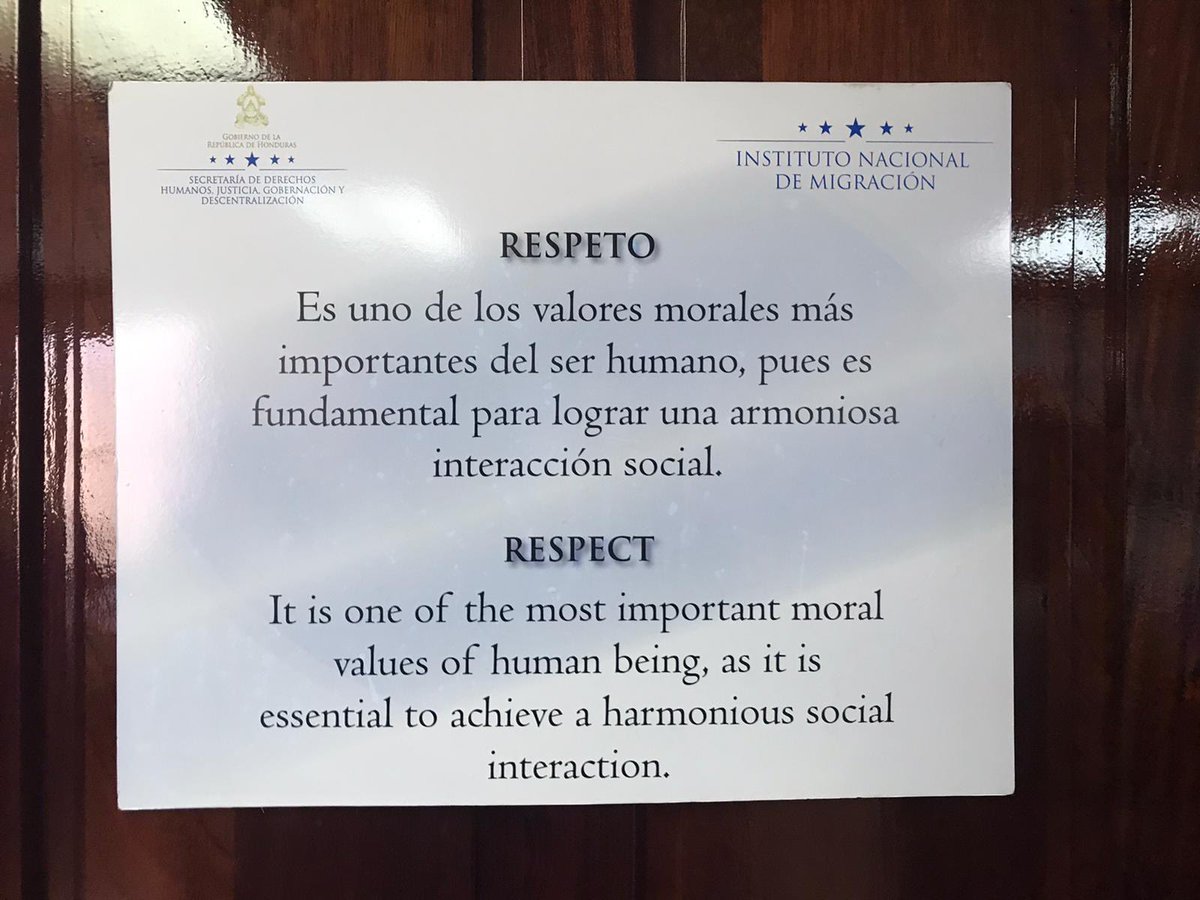 GOBIERNO DE LA
REPÚBLICA DE HONDURAS
SECRETARÍA DE DERECHOS
HUMANOS, JUSTICIA, GOBERNACIÓN Y
DESCENTRALIZACIÓN
INSTITUTO NACIONAL
DE MIGRACIÓN
RESPETO
Es uno de los valores morales más
importantes del ser humano, pues es
fundamental para lograr una armoniosa
interacción social.
RESPECT
It is one of the most important moral
values of human being, as it is
essential to achieve a harmonious social
interaction.